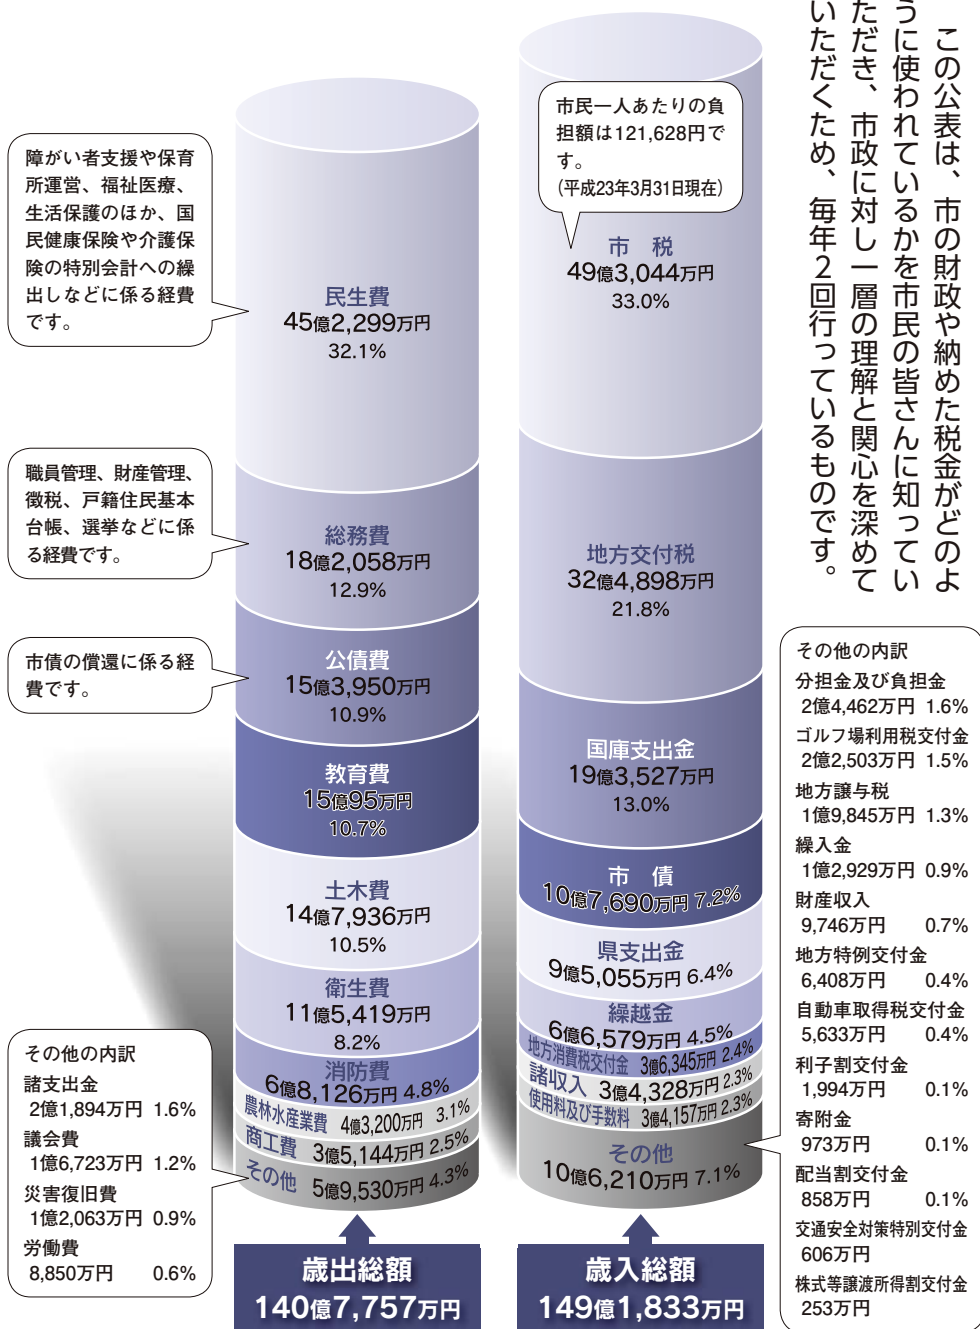 この公表は、市の財政や納めた税金がどのよ
うに使われているかを市民の皆さんに知ってい
ただき、市政に対し一層の理解と関心を深めて
いただくため、毎年２回行っているものです。
障がい者支援や保育
所運営、福祉医療、
生活保護のほか、国
民健康保険や介護保
険の特別会計への繰
出しなどに係る経費
です。
職員管理、財産管理、
徴税、戸籍住民基本
台帳、選挙などに係
る経費です。
市債の償還に係る経
費です。
その他の内訳
諸支出金
2億1,894万円 1.6%
議会費
1億6,723万円 1.2%
災害復旧費
1億2,063万円 0.9%
労働費
8,850万円 0.6%
民生費
45億2,299万円
32.1%
総務費
18億2,058万円
12.9%
公債費
15億3,950万円
10.9%
教育費
15億95万円
10.7%
土木費
14億7,936万円
10.5%
衛生費
11億5,419万円
8.2%
消防費
6億8,126万円 4.8%
農林水産業費 4億3,200万円 3.1%
商工費 3億5,144万円 2.5%
その他 5億9,530万円 4.3%
歳出総額
140億7,757万円
市民一人あたりの負
担額は121,628円で
す。
(平成23年3月31日現在)
市 税
49億3,044万円
33.0%
地方交付税
32億4,898万円
21.8%
国庫支出金
19億3,527万円
13.0%
市 債
10億7,690万円 7.2%
県支出金
9億5,055万円 6.4%
繰越金
6億6,579万円 4.5%
地方消費税交付金 3億6,345万円 2.4%
諸収入 3億4,328万円 2.3%
使用料及び手数料 3億4,157万円 2.3%
その他
10億6,210万円 7.1%
歳入総額
149億1,833万円
その他の内訳
分担金及び負担金
2億4,462万円 1.6%
ゴルフ場利用税交付金
2億2,503万円 1.5%
地方譲与税
1億9,845万円 1.3%
繰入金
1億2,929万円 0.9%
財産収入
9,746万円 0.7%
地方特例交付金
6,408万円 0.4%
自動車取得税交付金
5,633万円 0.4%
利子割交付金
1,994万円 0.1%
寄附金
973万円 0.1%
配当割交付金
858万円 0.1%
交通安全対策特別交付金
606万円
株式等譲渡所得割交付金
253万円